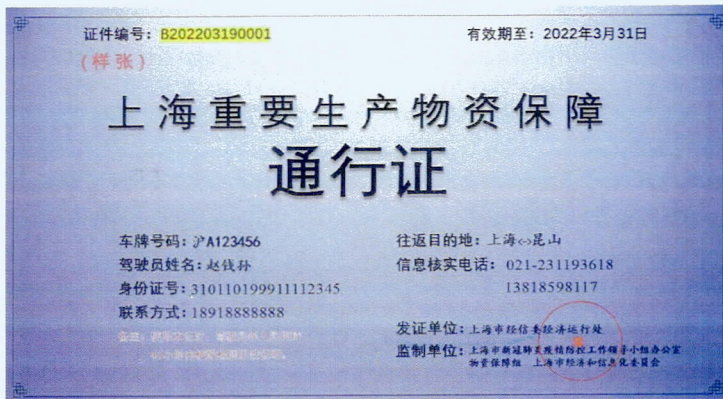 证件编号：B202203190001
有效期至：2022年3月31日
（样张）
上海重要生产物资保障
通行证
车牌号码：沪A123456
往返目的地：上海<->昆山
驾驶员姓名：赵钱孙
信息核实电话：021-231193618
身份证号：310110199911112345
13818598117
联系方式：18918888888
发证单位：上海市经信委经济运行处
监制单位：上海市新冠肺炎疫情防控工作领导小组办公室
物资保障组 上海市经济和信息化委员会
备注：